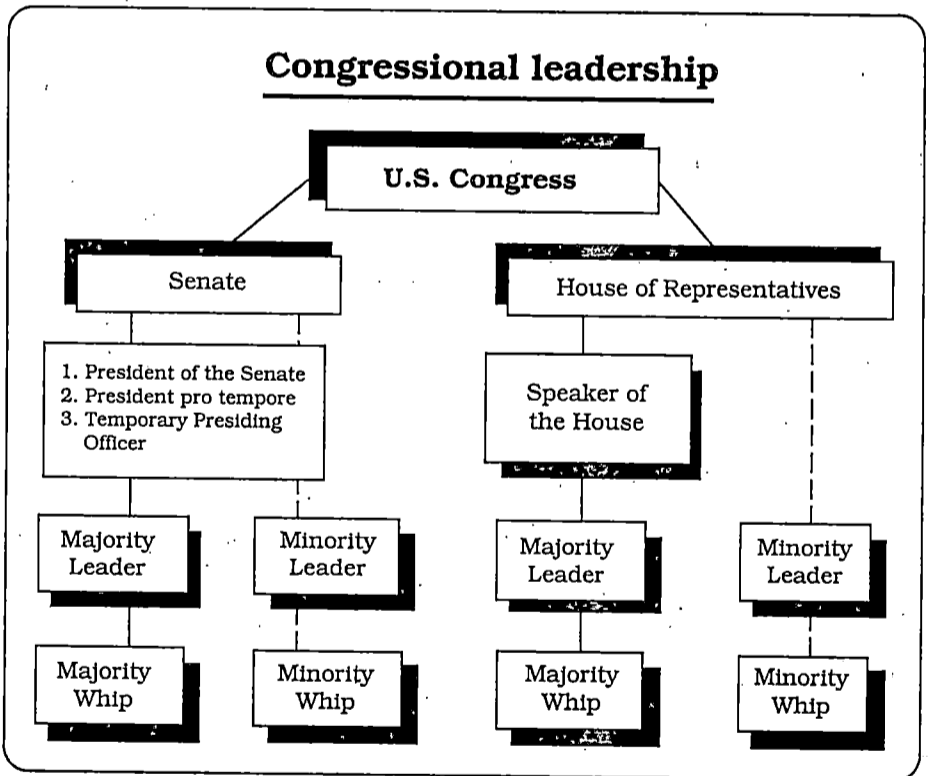 Congressional leadership
U.S. Congress
Senate
House of Representatives
1. President of the Senate
2. President pro tempore
3. Temporary Presiding
Officer
Speaker of
the House
Majority
Leader
Minority
Leader
Majority
Leader
Minority
Leader
Majority
Whip
Minority
Whip
Majority
Whip
Minority
Whip